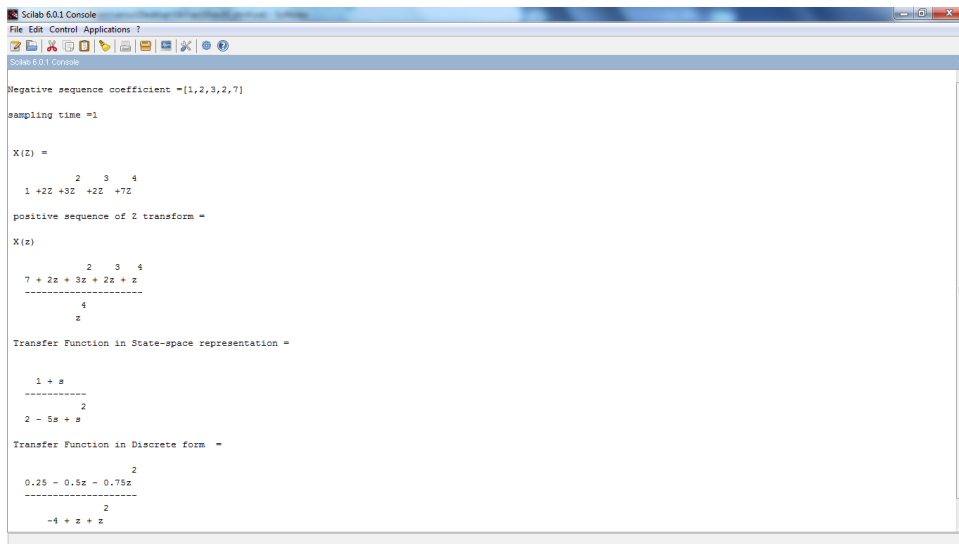 Scilab 6.0.1 Console
File Edit Control Applications ?
Scilab 6.0.1 Console
Negative sequence coefficient =[1,2,3,2,7]
sampling time =1
X(Z) =
2 3 4
1 +2Z +3Z +2Z +7Z
positive sequence of Z transform =
X(z)
2 3 4
7 + 2z + 3z + 2z + z
---------------------
4
z
Transfer Function in State-space representation =
1 + s
-----------
2
2 - 5s + s
Transfer Function in Discrete form =
2
0.25 - 0.5z - 0.75z
--------------------
2
-4 + z + z